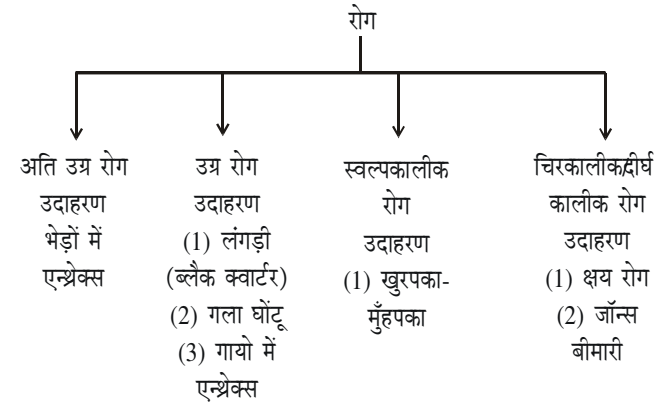 रोग
अति उग्र रोग
उदाहरण
भेड़ों में
एन्थ्रेक्स
उग्र रोग
उदाहरण
(1) लंगड़ी
(ब्लैक क्वार्टर)
(2) गला घोंटू
(3) गायो में
एन्थ्रेक्स
स्वल्पकालीक
रोग
उदाहरण
(1) खुरपका-
मुँहपका
चिरकालीक/दीर्घ
कालीक रोग
उदाहरण
(1) क्षय रोग
(2) जॉन्स
बीमारी